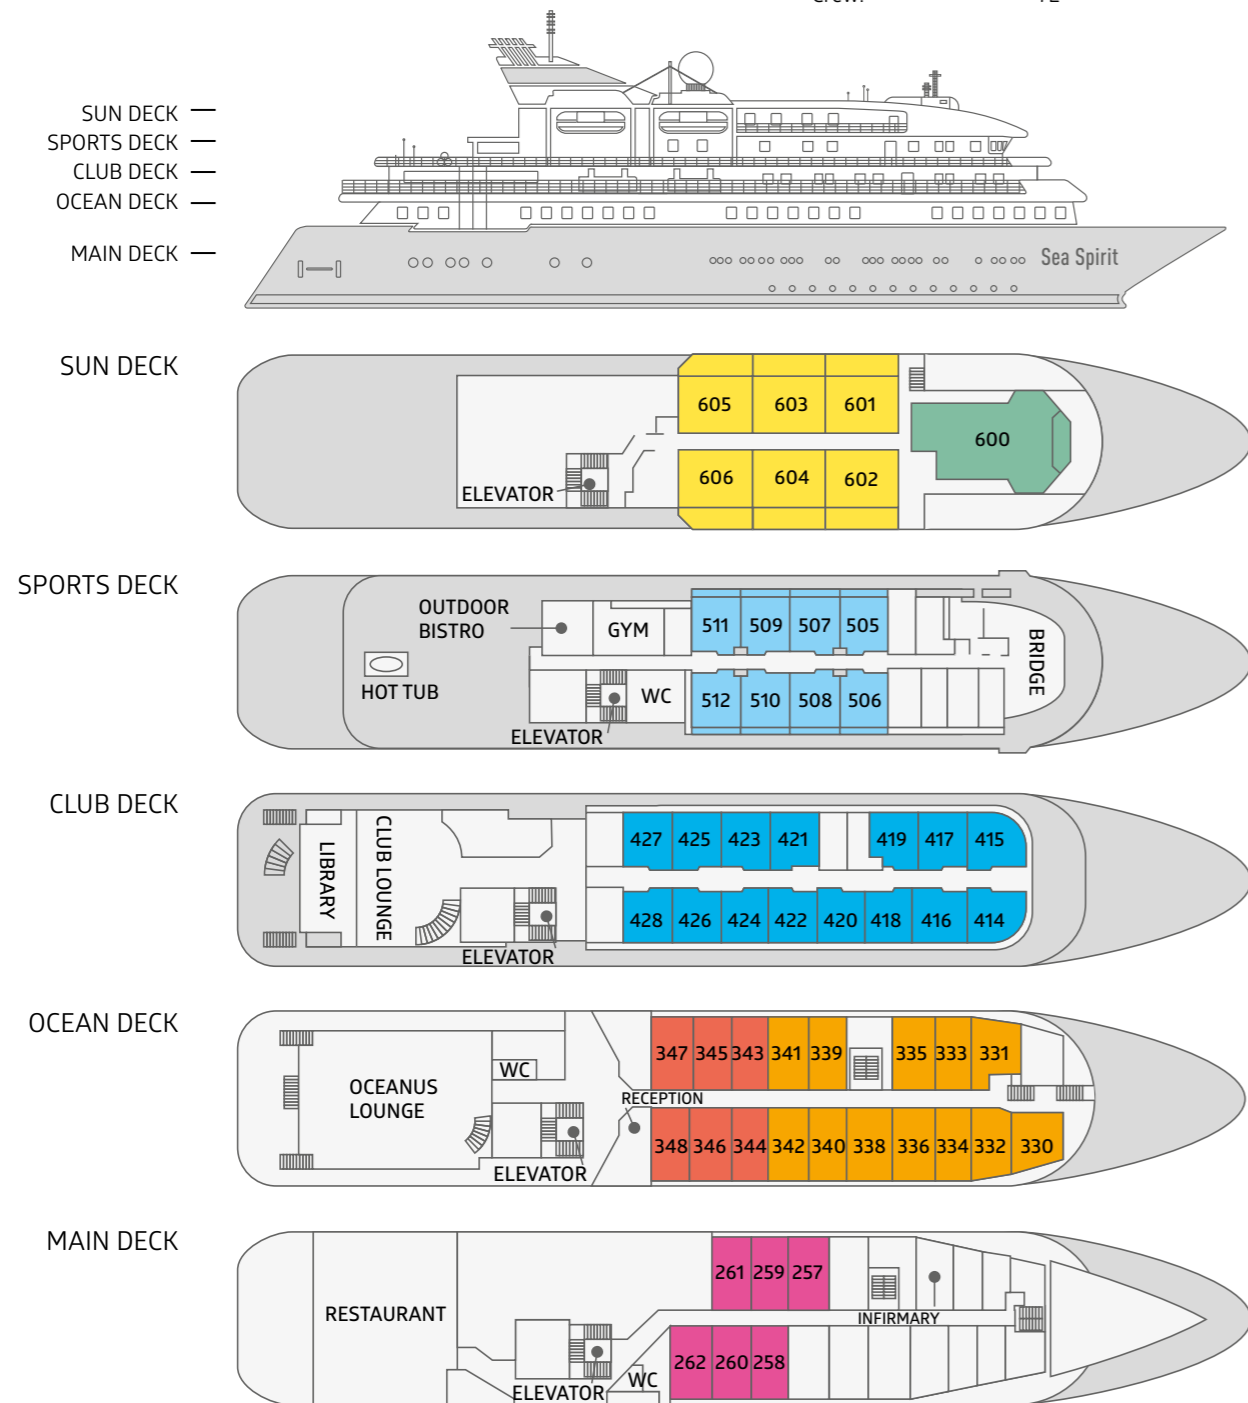 SUN DECK
SPORTS DECK
CLUB DECK
OCEAN DECK
MAIN DECK
Sea Spirit
SUN DECK
605 603 601
600
606 604 602
ELEVATOR
SPORTS DECK
OUTDOOR
BISTRO
GYM
511 509 507 505
BRIDGE
HOT TUB
WC
512 510 508 506
ELEVATOR
CLUB DECK
LIBRARY
CLUB LOUNGE
427 425 423 421 419 417 415
428 426 424 422 420 418 416 414
ELEVATOR
OCEAN DECK
347 345 343 341 339 335 333 331
WC
OCEANUS
LOUNGE
RECEPTION
348 346 344 342 340 338 336 334 332 330
ELEVATOR
MAIN DECK
261 259 257
RESTAURANT
INFIRMARY
262 260 258
WC
ELEVATOR